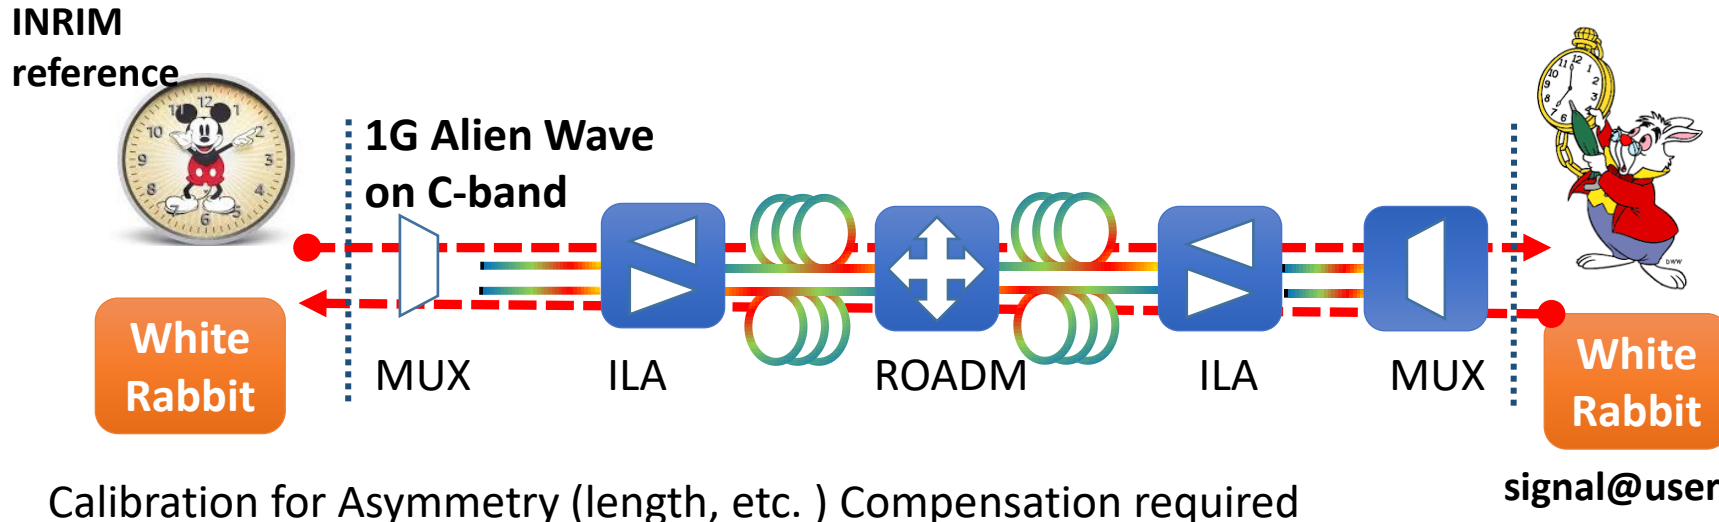 INRIM
reference
1G Alien Wave
on C-band
White
Rabbit
MUX
ILA
ROADM
ILA
MUX
White
Rabbit
signal@user
Calibration for Asymmetry (length, etc. ) Compensation required